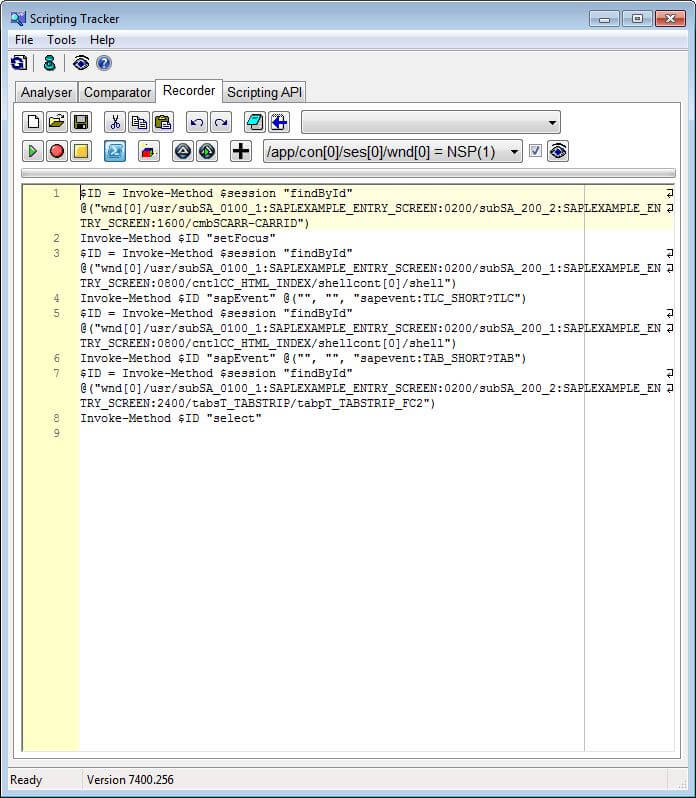 Scripting Tracker
File Tools Help
Analyser Comparator Recorder Scripting API
/app/con[0]/ses[0]/wnd[0] = NSP(1)
1 $ID = Invoke-Method $session "findById"
@("wnd[0]/usr/subSA_0100_1:SAPLEXAMPLE_ENTRY_SCREEN:0200/subSA_200_2:SAPLEXAMPLE_EN
TRY_SCREEN:1600/cmbSCARR-CARRID")
2 Invoke-Method $ID "setFocus"
3 $ID = Invoke-Method $session "findById"
@("wnd[0]/usr/subSA_0100_1:SAPLEXAMPLE_ENTRY_SCREEN:0200/subSA_200_1:SAPLEXAMPLE_EN
TRY_SCREEN:0800/cntlCC_HTML_INDEX/shellcont[0]/shell")
4 Invoke-Method $ID "sapEvent" @("", "", "sapevent:TLC_SHORT?TLC")
5 $ID = Invoke-Method $session "findById"
@("wnd[0]/usr/subSA_0100_1:SAPLEXAMPLE_ENTRY_SCREEN:0200/subSA_200_1:SAPLEXAMPLE_EN
TRY_SCREEN:0800/cntlCC_HTML_INDEX/shellcont[0]/shell")
6 Invoke-Method $ID "sapEvent" @("", "", "sapevent:TAB_SHORT?TAB")
7 $ID = Invoke-Method $session "findById"
@("wnd[0]/usr/subSA_0100_1:SAPLEXAMPLE_ENTRY_SCREEN:0200/subSA_200_2:SAPLEXAMPLE_EN
TRY_SCREEN:2400/tabsT_TABSTRIP/tabpT_TABSTRIP_FC2")
8 Invoke-Method $ID "select"
9
Ready Version 7400.256